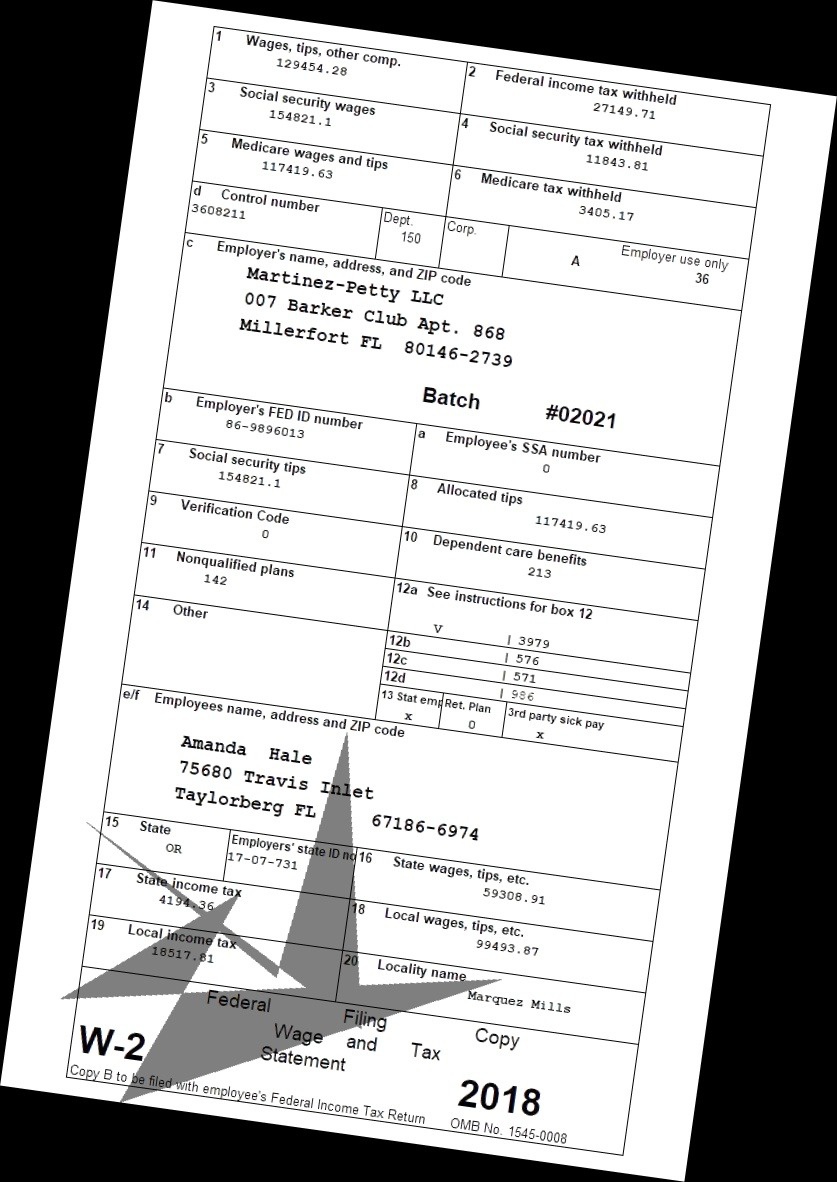 1 Wages, tips, other comp.
129454.28
2 Federal income tax withheld
27149.71
3 Social security wages
154821.1
4 Social security tax withheld
11843.81
5 Medicare wages and tips
117419.63
6 Medicare tax withheld
3405.17
d Control number
3608211
Dept.
150
Corp.
A
Employer use only
36
c Employer's name, address, and ZIP code
Martinez-Petty LLC
007 Barker Club Apt. 868
Millerfort FL 80146-2739
Batch #02021
b Employer's FED ID number
86-9896013
a Employee's SSA number
0
7 Social security tips
154821.1
8 Allocated tips
117419.63
9 Verification Code
0
10 Dependent care benefits
213
11 Nonqualified plans
142
12a See instructions for box 12
V | 3979
12b | 576
12c | 571
12d | 986
14 Other
13 Stat emp
x
Ret. Plan
0
3rd party sick pay
x
e/f Employees name, address and ZIP code
Amanda Hale
75680 Travis Inlet
Taylorberg FL 67186-6974
15 State
OR
Employers' state ID no
17-07-731
16 State wages, tips, etc.
59308.91
17 State income tax
4194.36
18 Local wages, tips, etc.
99493.87
19 Local income tax
18517.81
20 Locality name
Marquez Mills
Federal Filing Copy
W-2
Wage and Tax
Statement
2018
Copy B to be filed with employee's Federal Income Tax Return
OMB No. 1545-0008